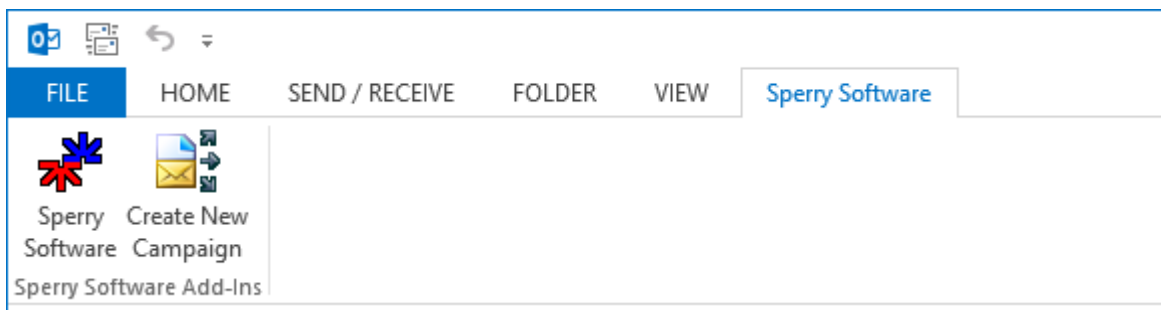 FILE HOME SEND / RECEIVE FOLDER VIEW Sperry Software
Sperry Software
Create New Campaign
Sperry Software Add-Ins